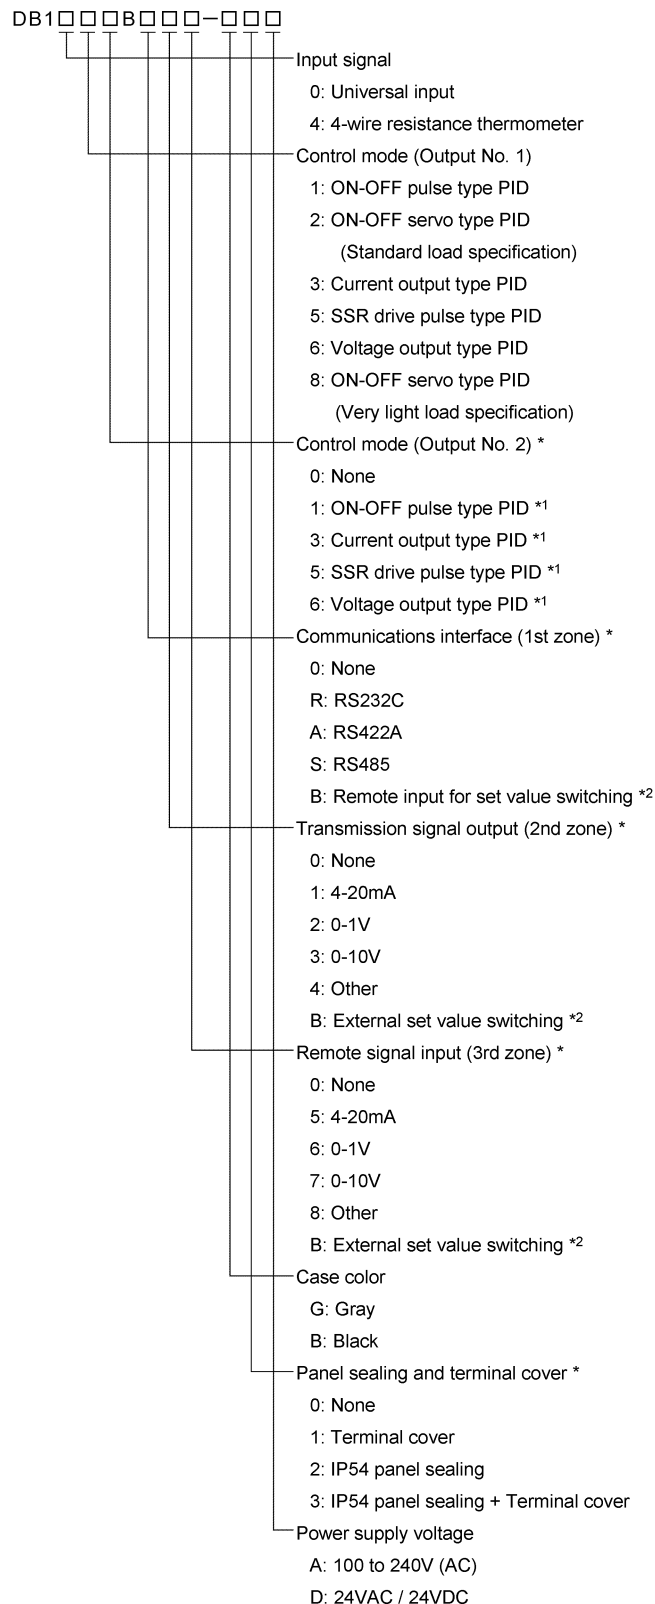 DB1□□□B□□□-□□□
Input signal
0: Universal input
4: 4-wire resistance thermometer
Control mode (Output No. 1)
1: ON-OFF pulse type PID
2: ON-OFF servo type PID
(Standard load specification)
3: Current output type PID
5: SSR drive pulse type PID
6: Voltage output type PID
8: ON-OFF servo type PID
(Very light load specification)
Control mode (Output No. 2) *
0: None
1: ON-OFF pulse type PID *1
3: Current output type PID *1
5: SSR drive pulse type PID *1
6: Voltage output type PID *1
Communications interface (1st zone) *
0: None
R: RS232C
A: RS422A
S: RS485
B: Remote input for set value switching *2
Transmission signal output (2nd zone) *
0: None
1: 4-20mA
2: 0-1V
3: 0-10V
4: Other
B: External set value switching *2
Remote signal input (3rd zone) *
0: None
5: 4-20mA
6: 0-1V
7: 0-10V
8: Other
B: External set value switching *2
Case color
G: Gray
B: Black
Panel sealing and terminal cover *
0: None
1: Terminal cover
2: IP54 panel sealing
3: IP54 panel sealing + Terminal cover
Power supply voltage
A: 100 to 240V (AC)
D: 24VAC / 24VDC